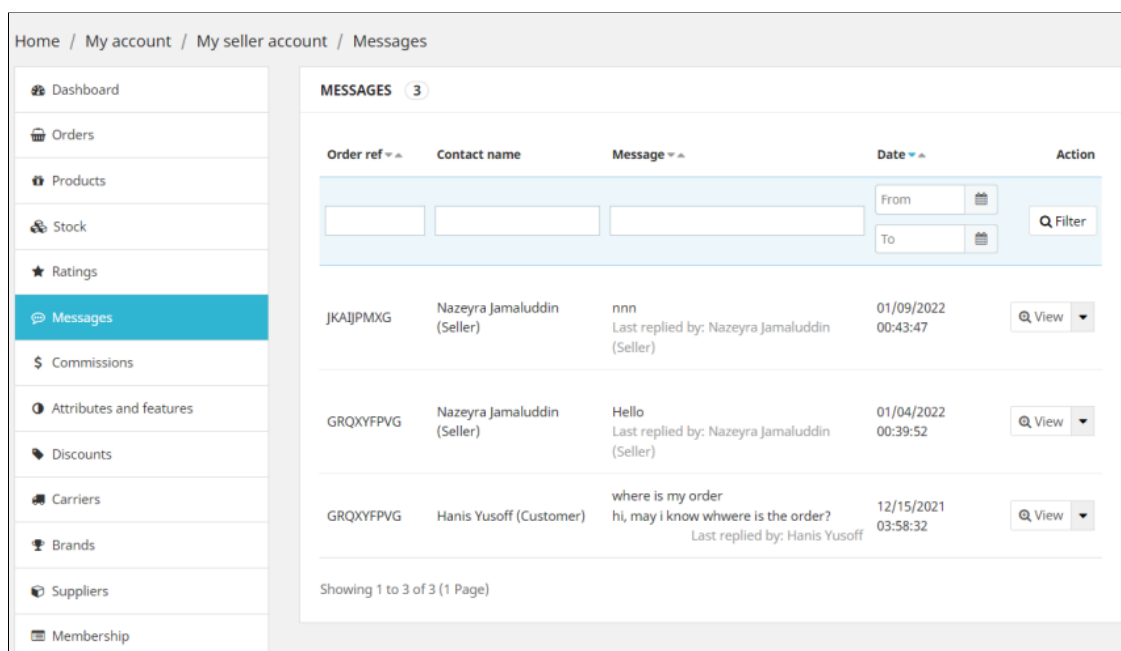 Home / My account / My seller account / Messages
Dashboard
Orders
Products
Stock
Ratings
Messages
Commissions
Attributes and features
Discounts
Carriers
Brands
Suppliers
Membership
MESSAGES 3
Order ref Contact name Message Date Action
From
To
Filter
JKAIJPMXG Nazeyra Jamaluddin (Seller) nnn 01/09/2022 00:43:47 View
Last replied by: Nazeyra Jamaluddin (Seller)
GRQXYFPVG Nazeyra Jamaluddin (Seller) Hello 01/04/2022 00:39:52 View
Last replied by: Nazeyra Jamaluddin (Seller)
GRQXYFPVG Hanis Yusoff (Customer) where is my order 12/15/2021 03:58:32 View
hi, may i know whwere is the order?
Last replied by: Hanis Yusoff
Showing 1 to 3 of 3 (1 Page)